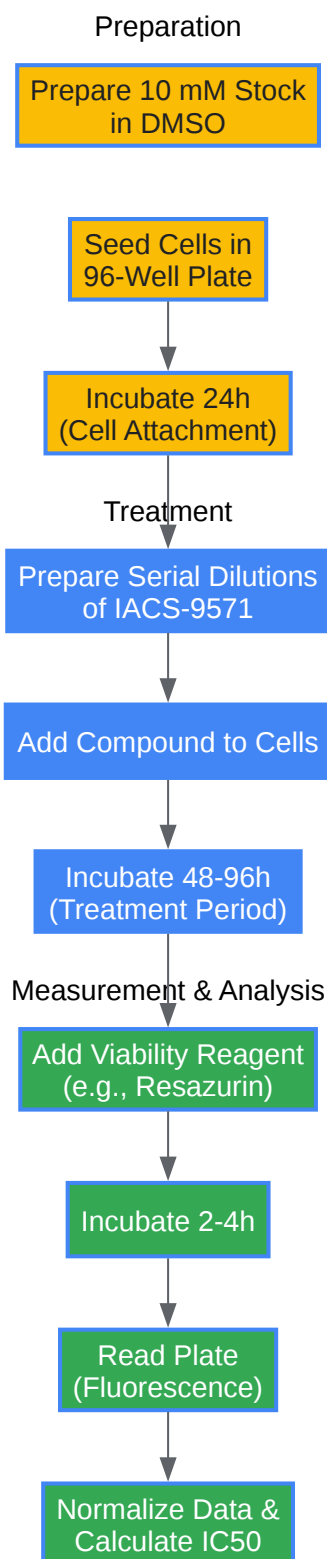 Preparation
Prepare 10 mM Stock
in DMSO
Seed Cells in
96-Well Plate
Incubate 24h
(Cell Attachment)
Treatment
Prepare Serial Dilutions
of IACS-9571
Add Compound to Cells
Incubate 48-96h
(Treatment Period)
Measurement & Analysis
Add Viability Reagent
(e.g., Resazurin)
Incubate 2-4h
Read Plate
(Fluorescence)
Normalize Data &
Calculate IC50